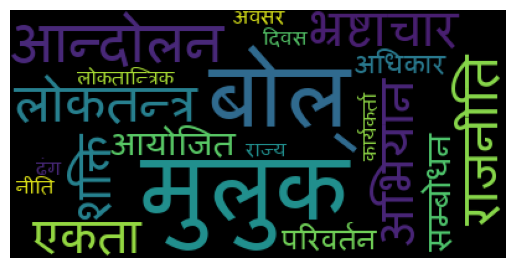 अवसर
आन्दोलन
भ्रष्टाचार
दिवस
लोकतान्त्रिक
बोल्
अधिकार
लोकतन्त्र
राजनीति
अभियान
कार्यकर्ता
सम्बोधन
आयोजित
राज्य
शान्ति
मुलुक
ढंग
नीति
एकता
परिवर्तन